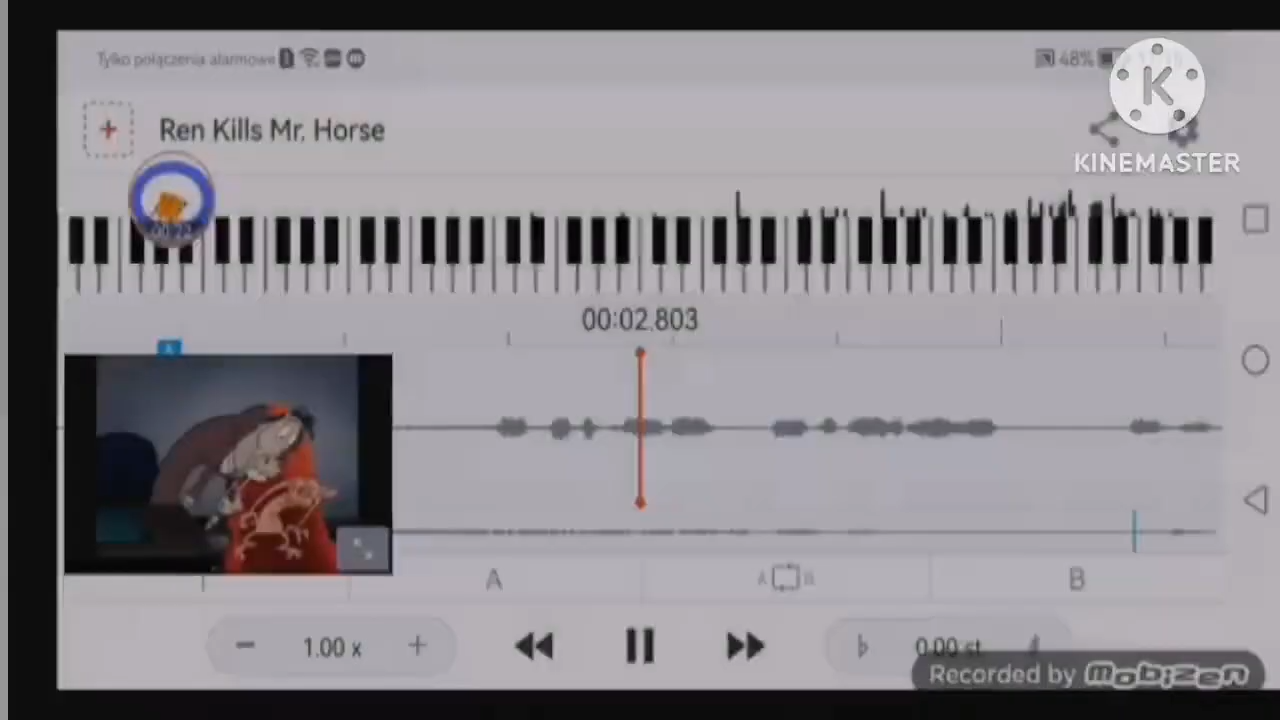 Tylko połączenia alarmowe
48%
KINEMASTER
Ren Kills Mr. Horse
00:02.803
A
A B
A B
1.00 x
0.00 st.
Recorded by mobizen